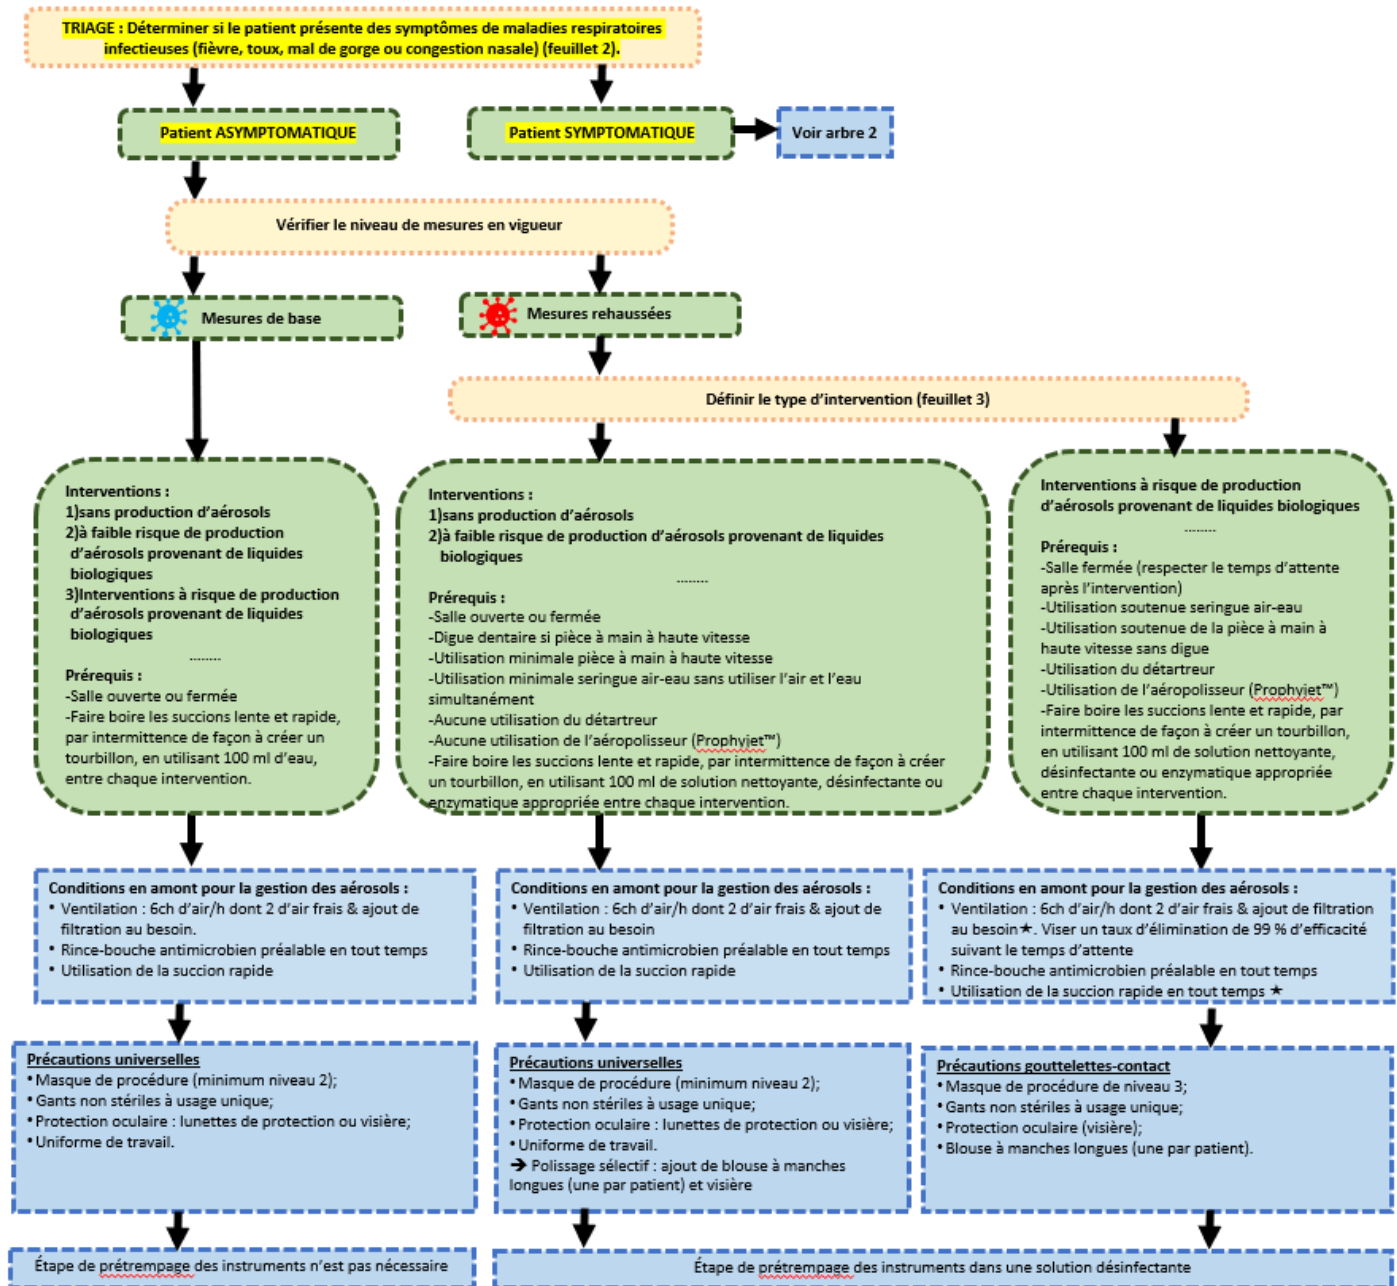 TRIAGE : Déterminer si le patient présente des symptômes de maladies respiratoires
infectieuses (fièvre, toux, mal de gorge ou congestion nasale) (feuillet 2).
Patient ASYMPTOMATIQUE
Patient SYMPTOMATIQUE
Voir arbre 2
Vérifier le niveau de mesures en vigueur
Mesures de base
Mesures rehaussées
Définir le type d'intervention (feuillet 3)
Interventions :
1)sans production d'aérosols
2)à faible risque de production
d'aérosols provenant de liquides
biologiques
3)Interventions à risque de production
d'aérosols provenant de liquides
biologiques
........
Prérequis :
-Salle ouverte ou fermée
-Faire boire les succions lente et rapide,
par intermittence de façon à créer un
tourbillon, en utilisant 100 ml d'eau,
entre chaque intervention.
Interventions :
1)sans production d'aérosols
2)à faible risque de production d'aérosols provenant de liquides
biologiques
........
Prérequis :
-Salle ouverte ou fermée
-Digue dentaire si pièce à main à haute vitesse
-Utilisation minimale pièce à main à haute vitesse
-Utilisation minimale seringue air-eau sans utiliser l'air et l'eau
simultanément
-Aucune utilisation du détartreur
-Aucune utilisation de l'aéropolisseur (Prophyjet™)
-Faire boire les succions lente et rapide, par intermittence de façon à créer
un tourbillon, en utilisant 100 ml de solution nettoyante, désinfectante ou
enzymatique appropriée entre chaque intervention.
Interventions à risque de production
d'aérosols provenant de liquides biologiques
........
Prérequis :
-Salle fermée (respecter le temps d'attente
après l'intervention)
-Utilisation soutenue seringue air-eau
-Utilisation soutenue de la pièce à main à
haute vitesse sans digue
-Utilisation du détartreur
-Utilisation de l'aéropolisseur (Prophyjet™)
-Faire boire les succions lente et rapide, par
intermittence de façon à créer un tourbillon,
en utilisant 100 ml de solution nettoyante,
désinfectante ou enzymatique appropriée
entre chaque intervention.
Conditions en amont pour la gestion des aérosols :
• Ventilation : 6ch d'air/h dont 2 d'air frais & ajout de
filtration au besoin.
• Rince-bouche antimicrobien préalable en tout temps
• Utilisation de la succion rapide
Conditions en amont pour la gestion des aérosols :
• Ventilation : 6ch d'air/h dont 2 d'air frais & ajout de
filtration au besoin
• Rince-bouche antimicrobien préalable en tout temps
• Utilisation de la succion rapide
Conditions en amont pour la gestion des aérosols :
• Ventilation : 6ch d'air/h dont 2 d'air frais & ajout de filtration
au besoin★. Viser un taux d'élimination de 99 % d'efficacité
suivant le temps d'attente
• Rince-bouche antimicrobien préalable en tout temps
• Utilisation de la succion rapide en tout temps ★
Précautions universelles
• Masque de procédure (minimum niveau 2);
• Gants non stériles à usage unique;
• Protection oculaire : lunettes de protection ou visière;
• Uniforme de travail.
Précautions universelles
• Masque de procédure (minimum niveau 2);
• Gants non stériles à usage unique;
• Protection oculaire : lunettes de protection ou visière;
• Uniforme de travail.
➔ Polissage sélectif : ajout de blouse à manches
longues (une par patient) et visière
Précautions gouttelettes-contact
• Masque de procédure de niveau 3;
• Gants non stériles à usage unique;
• Protection oculaire (visière);
• Blouse à manches longues (une par patient).
Étape de prétrempage des instruments n'est pas nécessaire
Étape de prétrempage des instruments dans une solution désinfectante